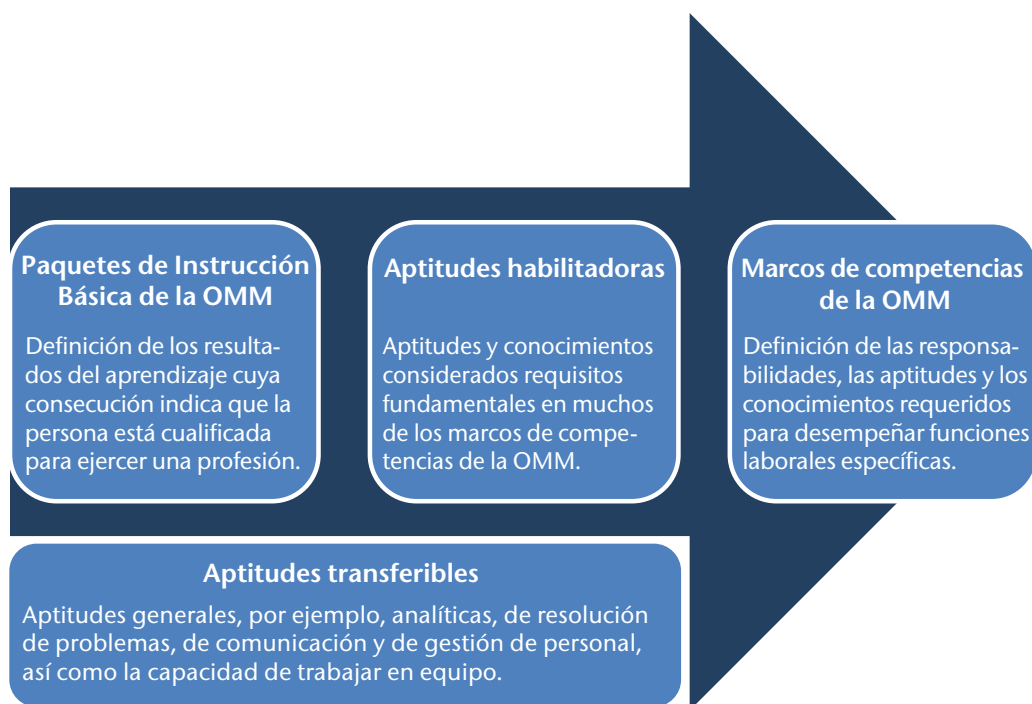 Paquetes de Instrucción
Básica de la OMM
Definición de los resulta-
dos del aprendizaje cuya
consecución indica que la
persona está cualificada
para ejercer una profesión.
Aptitudes habilitadoras
Aptitudes y conocimientos
considerados requisitos
fundamentales en muchos
de los marcos de compe-
tencias de la OMM.
Marcos de competencias
de la OMM
Definición de las responsa-
bilidades, las aptitudes y los
conocimientos requeridos
para desempeñar funciones
laborales específicas.
Aptitudes transferibles
Aptitudes generales, por ejemplo, analíticas, de resolución
de problemas, de comunicación y de gestión de personal,
así como la capacidad de trabajar en equipo.